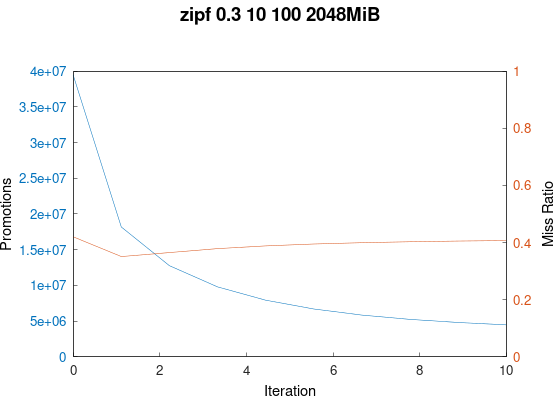 zipf 0.3 10 100 2048MiB
4e+07
3.5e+07
3e+07
2.5e+07
2e+07
1.5e+07
1e+07
5e+06
0
Promotions
1
0.8
0.6
0.4
0.2
0
Miss Ratio
0 2 4 6 8 10
Iteration